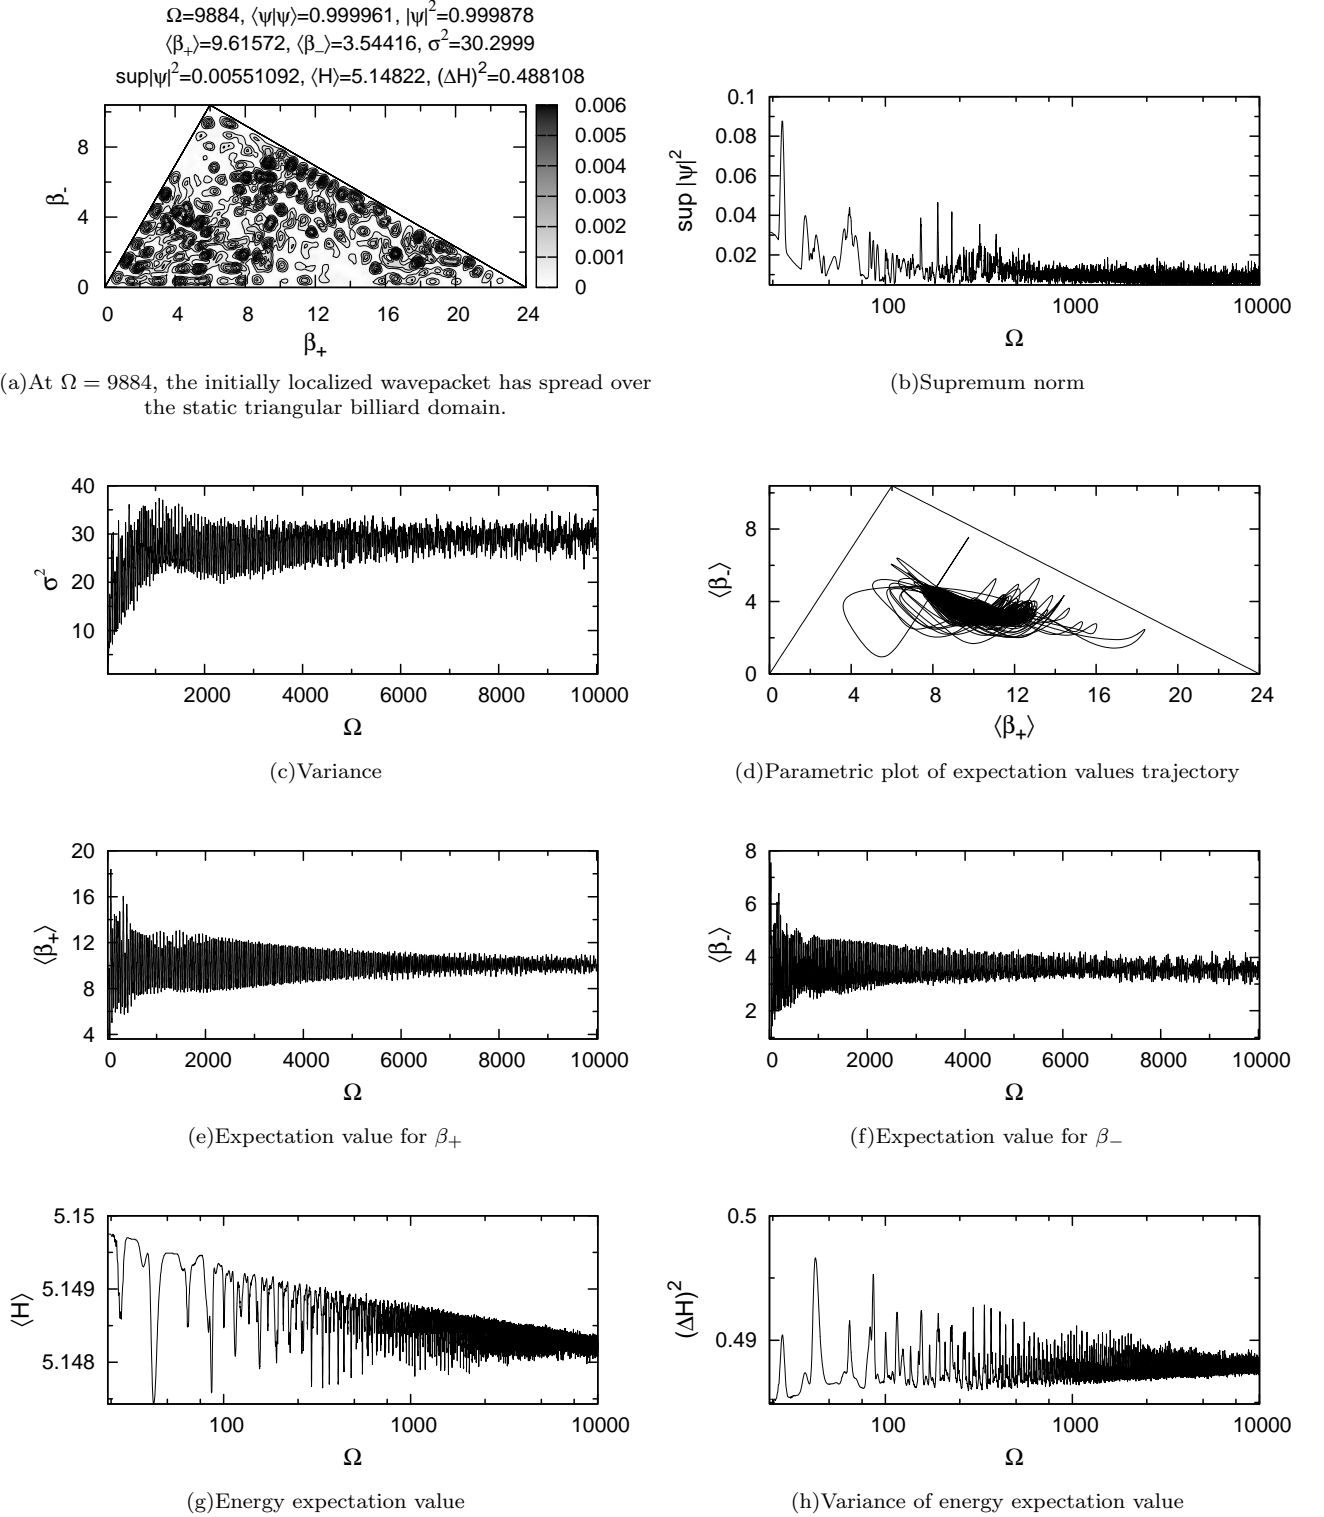 Ω=9884, ⟨ψ|ψ⟩=0.999961, |ψ|²=0.999878
⟨β₊⟩=9.61572, ⟨β₋⟩=3.54416, σ²=30.2999
sup|ψ|²=0.00551092, ⟨H⟩=5.14822, (ΔH)²=0.488108
8
4
0
β₋
0 4 8 12 16 20 24
β₊
0.006
0.005
0.004
0.003
0.002
0.001
0
(a)At Ω = 9884, the initially localized wavepacket has spread over
the static triangular billiard domain.
0.1
0.08
0.06
0.04
0.02
sup |ψ|²
100 1000 10000
Ω
(b)Supremum norm
40
30
20
10
σ²
2000 4000 6000 8000 10000
Ω
(c)Variance
8
4
0
⟨β₋⟩
0 4 8 12 16 20 24
⟨β₊⟩
(d)Parametric plot of expectation values trajectory
20
16
12
8
4
⟨β₊⟩
0 2000 4000 6000 8000 10000
Ω
(e)Expectation value for β₊
8
6
4
2
⟨β₋⟩
0 2000 4000 6000 8000 10000
Ω
(f)Expectation value for β₋
5.15
5.149
5.148
⟨H⟩
100 1000 10000
Ω
(g)Energy expectation value
0.5
0.49
(ΔH)²
100 1000 10000
Ω
(h)Variance of energy expectation value